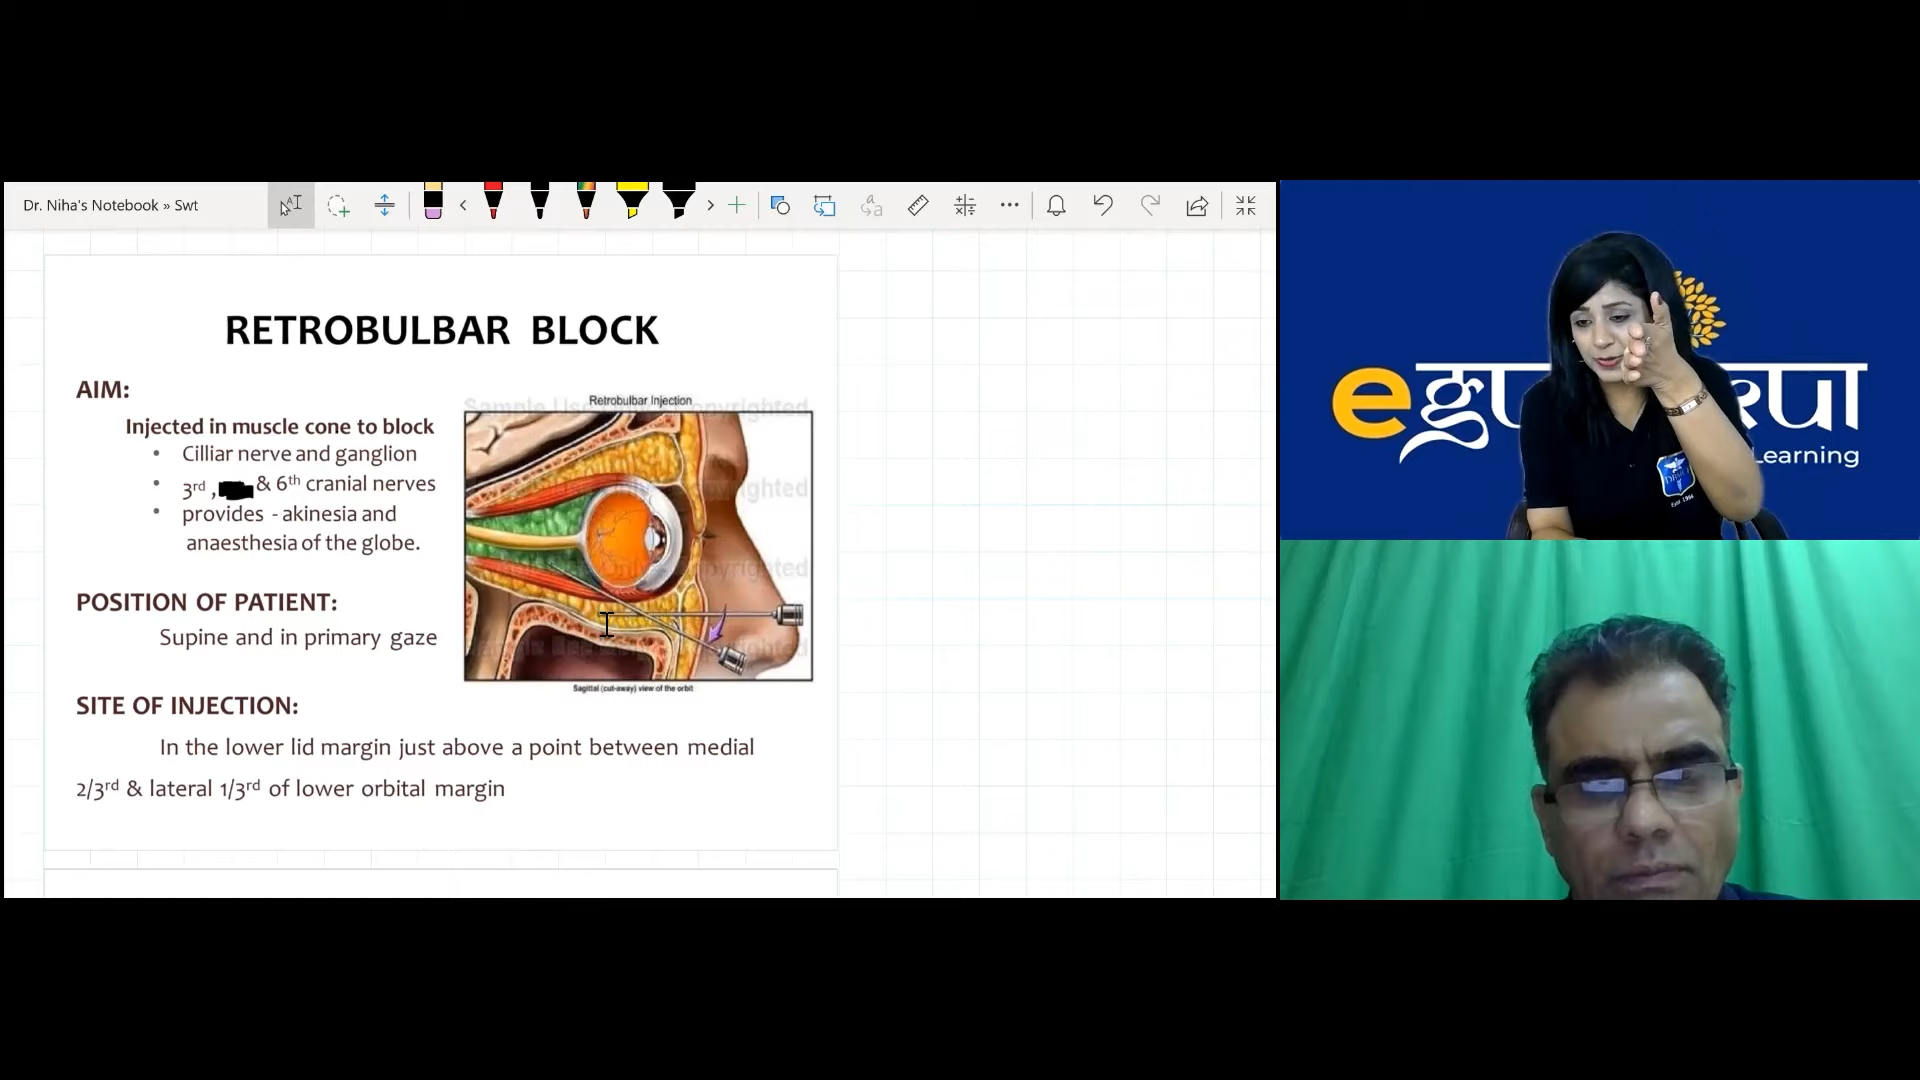 Dr. Niha's Notebook » Swt
RETROBULBAR BLOCK
AIM:
Injected in muscle cone to block
• Cilliar nerve and ganglion
• 3rd , & 6th cranial nerves
• provides - akinesia and
anaesthesia of the globe.
POSITION OF PATIENT:
Supine and in primary gaze
SITE OF INJECTION:
In the lower lid margin just above a point between medial
2/3rd & lateral 1/3rd of lower orbital margin
Retrobulbar Injection
Sagittal (cut-away) view of the orbit
e
Learning